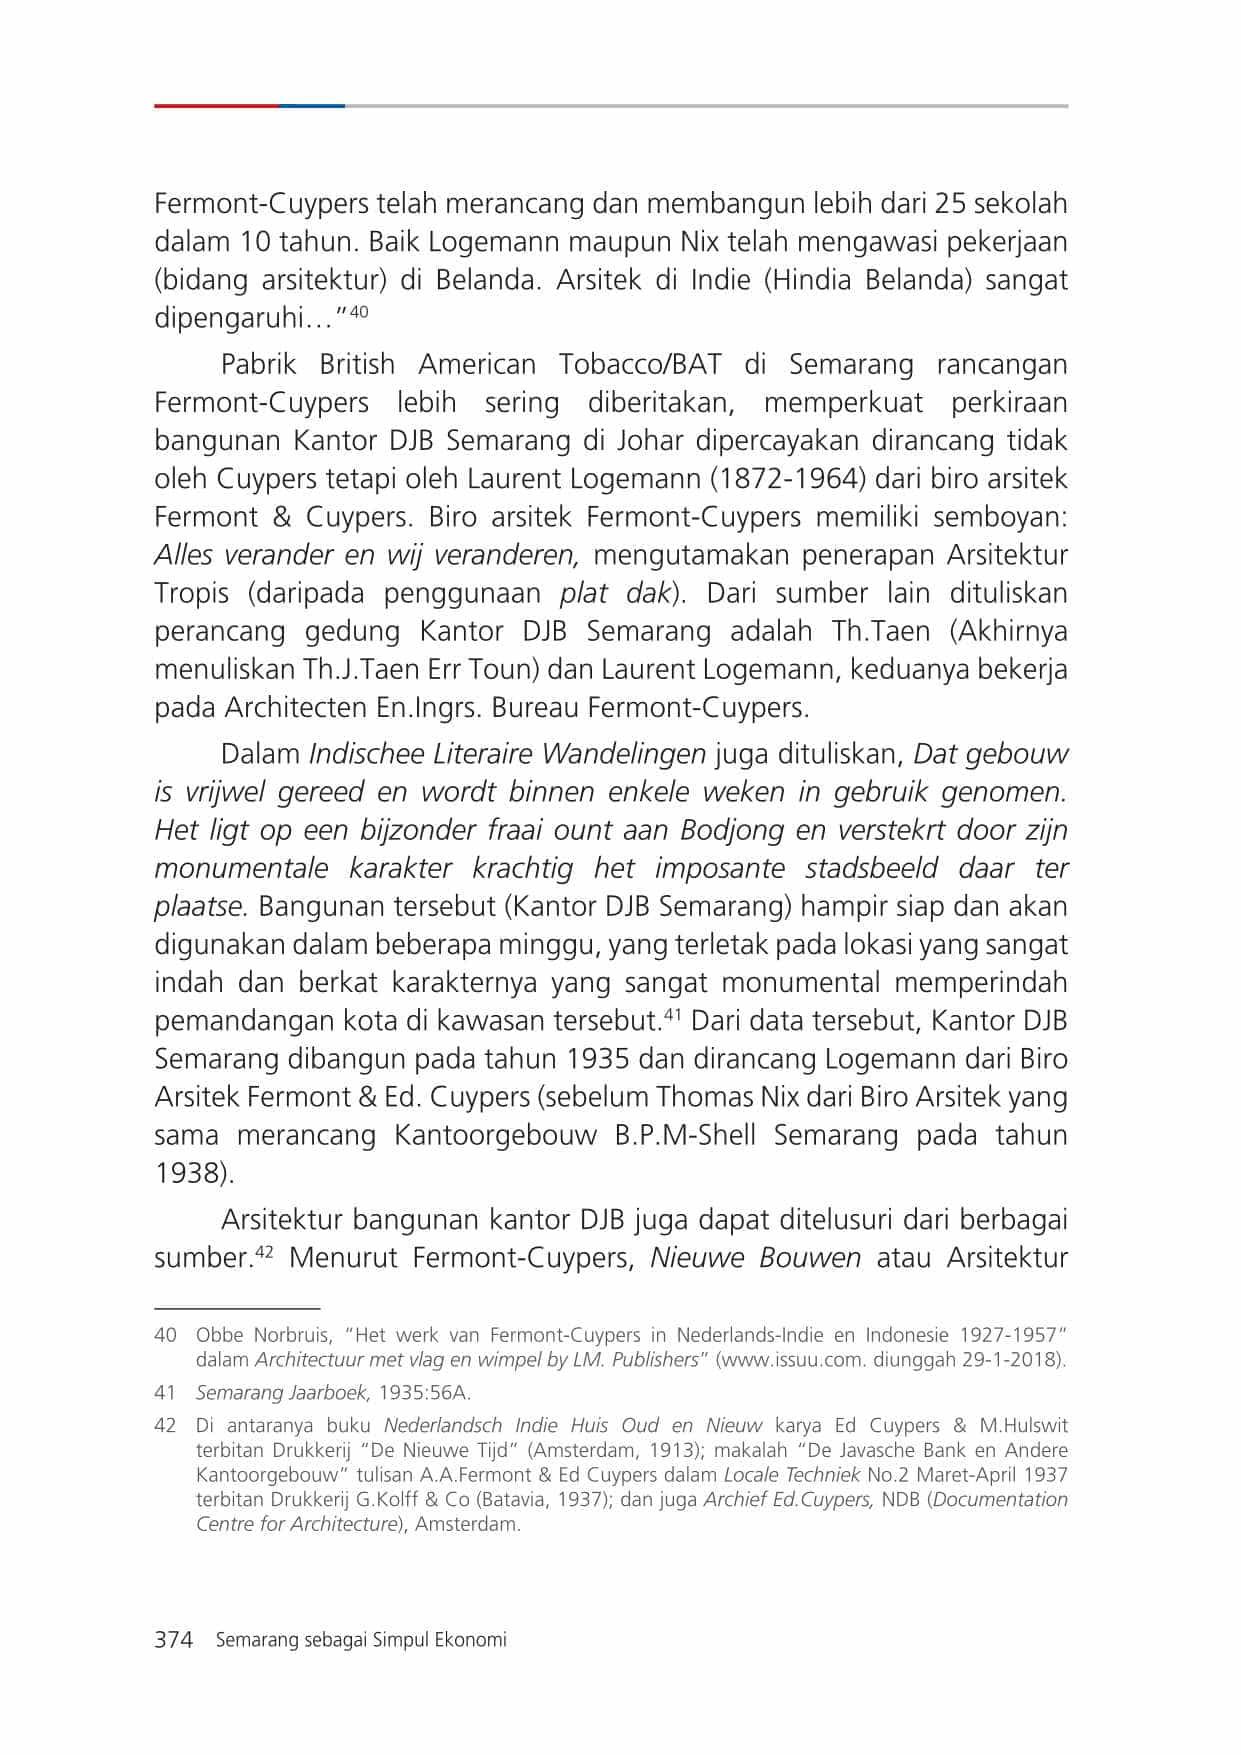 Fermont-Cuypers telah merancang dan membangun lebih dari 25 sekolah
dalam 10 tahun. Baik Logemann maupun Nix telah mengawasi pekerjaan
(bidang arsitektur) di Belanda. Arsitek di Indie (Hindia Belanda) sangat
dipengaruhi…”40
Pabrik British American Tobacco/BAT di Semarang rancangan
Fermont-Cuypers lebih sering diberitakan, memperkuat perkiraan
bangunan Kantor DJB Semarang di Johar dipercayakan dirancang tidak
oleh Cuypers tetapi oleh Laurent Logemann (1872-1964) dari biro arsitek
Fermont & Cuypers. Biro arsitek Fermont-Cuypers memiliki semboyan:
Alles verander en wij veranderen, mengutamakan penerapan Arsitektur
Tropis (daripada penggunaan plat dak). Dari sumber lain dituliskan
perancang gedung Kantor DJB Semarang adalah Th.Taen (Akhirnya
menuliskan Th.J.Taen Err Toun) dan Laurent Logemann, keduanya bekerja
pada Architecten En.Ingrs. Bureau Fermont-Cuypers.
Dalam Indischee Literaire Wandelingen juga dituliskan, Dat gebouw
is vrijwel gereed en wordt binnen enkele weken in gebruik genomen.
Het ligt op een bijzonder fraai ount aan Bodjong en verstekrt door zijn
monumentale karakter krachtig het imposante stadsbeeld daar ter
plaatse. Bangunan tersebut (Kantor DJB Semarang) hampir siap dan akan
digunakan dalam beberapa minggu, yang terletak pada lokasi yang sangat
indah dan berkat karakternya yang sangat monumental memperindah
pemandangan kota di kawasan tersebut.41 Dari data tersebut, Kantor DJB
Semarang dibangun pada tahun 1935 dan dirancang Logemann dari Biro
Arsitek Fermont & Ed. Cuypers (sebelum Thomas Nix dari Biro Arsitek yang
sama merancang Kantoorgebouw B.P.M-Shell Semarang pada tahun
1938).
Arsitektur bangunan kantor DJB juga dapat ditelusuri dari berbagai
sumber.42 Menurut Fermont-Cuypers, Nieuwe Bouwen atau Arsitektur
40 Obbe Norbruis, “Het werk van Fermont-Cuypers in Nederlands-Indie en Indonesie 1927-1957”
dalam Architectuur met vlag en wimpel by LM. Publishers” (www.issuu.com. diunggah 29-1-2018).
41 Semarang Jaarboek, 1935:56A.
42 Di antaranya buku Nederlandsch Indie Huis Oud en Nieuw karya Ed Cuypers & M.Hulswit
terbitan Drukkerij “De Nieuwe Tijd” (Amsterdam, 1913); makalah “De Javasche Bank en Andere
Kantoorgebouw” tulisan A.A.Fermont & Ed Cuypers dalam Locale Techniek No.2 Maret-April 1937
terbitan Drukkerij G.Kolff & Co (Batavia, 1937); dan juga Archief Ed.Cuypers, NDB (Documentation
Centre for Architecture), Amsterdam.
374 Semarang sebagai Simpul Ekonomi